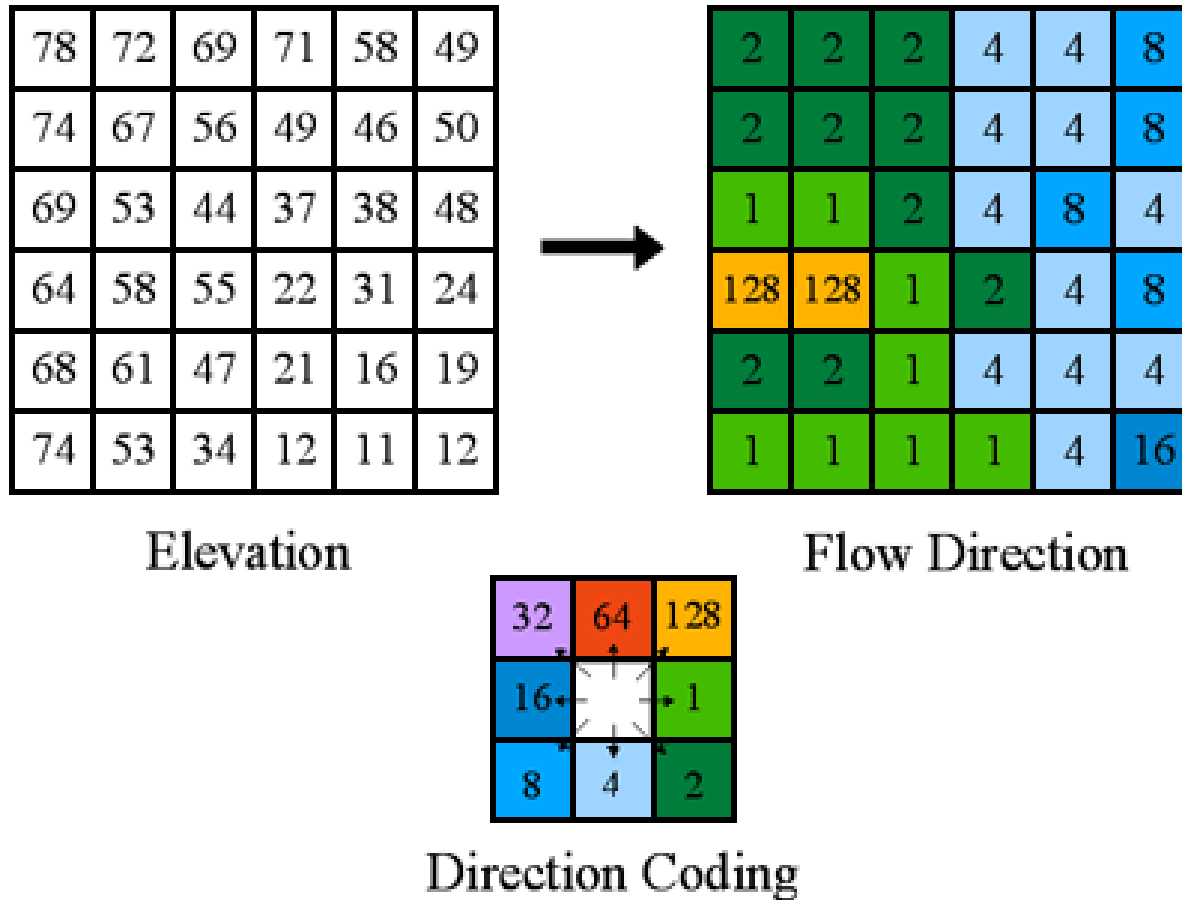 78 72 69 71 58 49 2 2 2 4 4 8
74 67 56 49 46 50 2 2 2 4 4 8
69 53 44 37 38 48 1 1 2 4 8 4
64 58 55 22 31 24 128 128 1 2 4 8
68 61 47 21 16 19 2 2 1 4 4 4
74 53 34 12 11 12 1 1 1 1 4 16
Elevation Flow Direction
32 64 128
16 1
8 4 2
Direction Coding